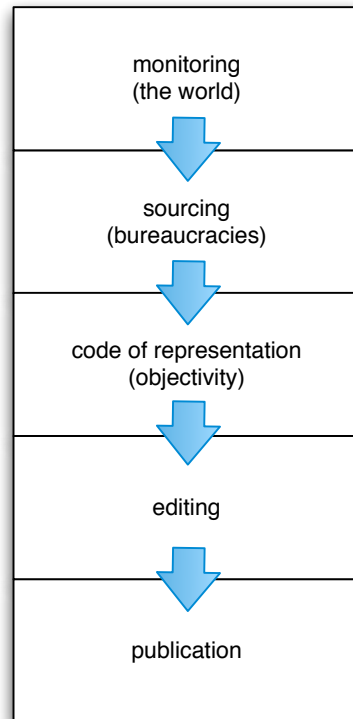 monitoring
(the world)
sourcing
(bureaucracies)
code of representation
(objectivity)
editing
publication